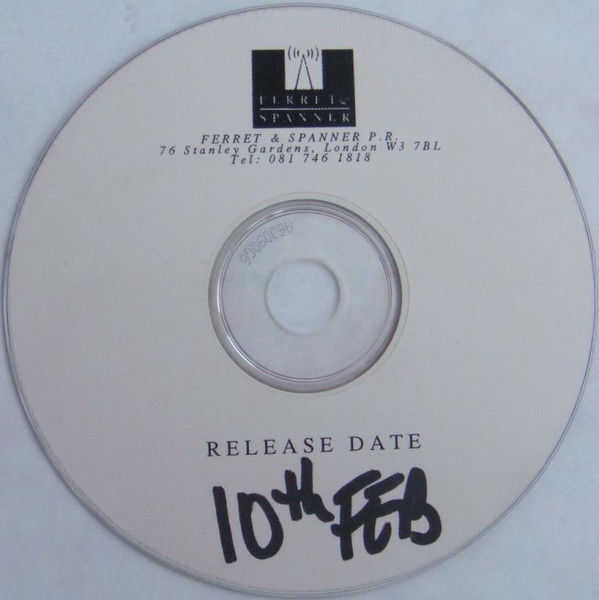 FERRET &
SPANNER
FERRET & SPANNER P.R.
76 Stanley Gardens, London W3 7BL
Tel: 081 746 1818
RELEASE DATE
10th FEB